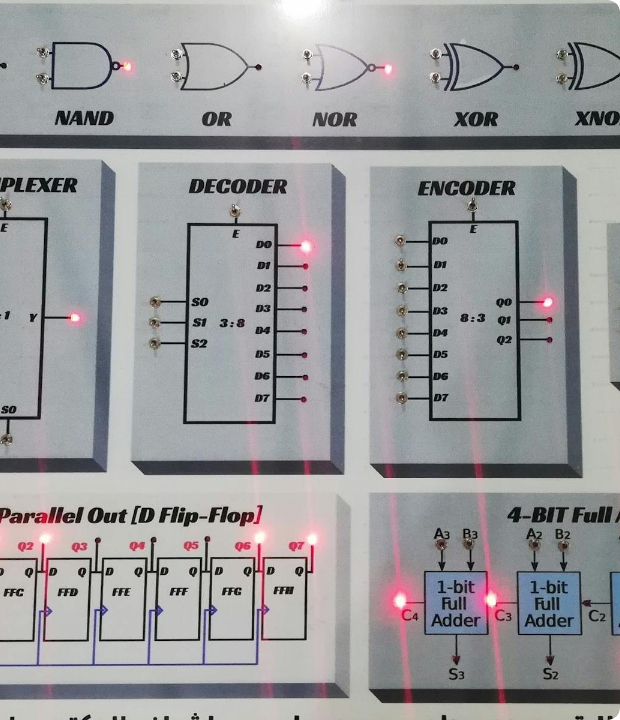 NAND OR NOR XOR XNO
PLEXER DECODER ENCODER
E E E
D0 D0
D1 D1
D2 D2
S0 D3 D3 Q0
:1 Y S1 3:8 D4 8:3 D4 Q1
S2 D5 D5 Q2
D6 D6
S0 D7 D7
Parallel Out [D Flip-Flop]
Q2 Q3 Q4 Q5 Q6 Q7
D Q D Q D Q D Q D Q D Q
FFC FFD FFE FFF FFG FFH
4-BIT Full
A3 B3 A2 B2
1-bit 1-bit
Full Full
Adder Adder
C4 C3 C2
S3 S2